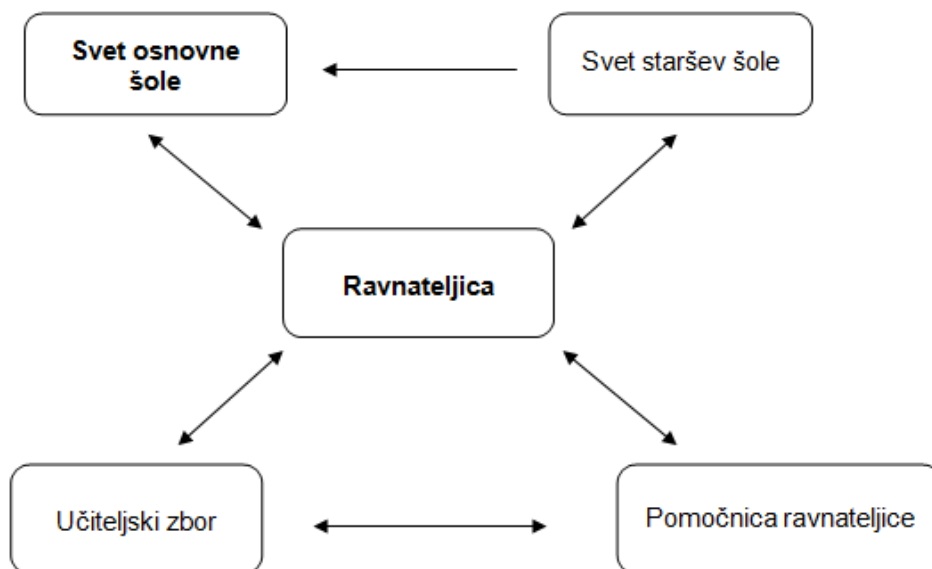 Svet osnovne
šole
Svet staršev šole
Ravnateljica
Učiteljski zbor
Pomočnica ravnateljice